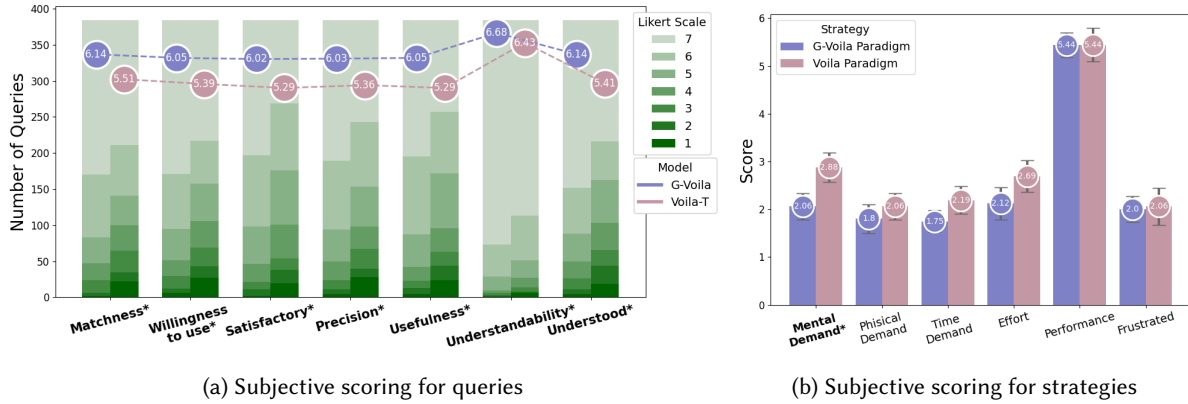 400
350
300
250
200
150
100
50
0
Number of Queries
6.14
5.51
6.05
5.39
6.02
5.29
6.03
5.36
6.05
5.29
6.68
6.43
6.14
5.41
Matchness*
Willingness
to use*
Satisfactory*
Precision*
Usefulness*
Understandability*
Understood*
Likert Scale
7
6
5
4
3
2
1
Model
G-Voila
Voila-T
(a) Subjective scoring for queries
6
5
4
3
2
1
0
Score
Strategy
G-Voila Paradigm
Voila Paradigm
2.06
2.88
1.8
2.06
1.75
2.19
2.12
2.69
5.44
5.44
2.0
2.06
Mental
Demand*
Phisical
Demand
Time
Demand
Effort
Performance
Frustrated
(b) Subjective scoring for strategies